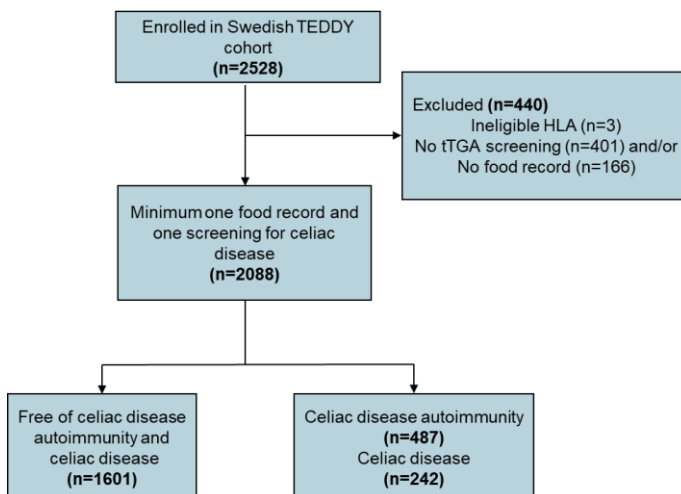 Enrolled in Swedish TEDDY
cohort
(n=2528)
Excluded (n=440)
Ineligible HLA (n=3)
No tTGA screening (n=401) and/or
No food record (n=166)
Minimum one food record and
one screening for celiac
disease
(n=2088)
Free of celiac disease
autoimmunity and
celiac disease
(n=1601)
Celiac disease autoimmunity
(n=487)
Celiac disease
(n=242)